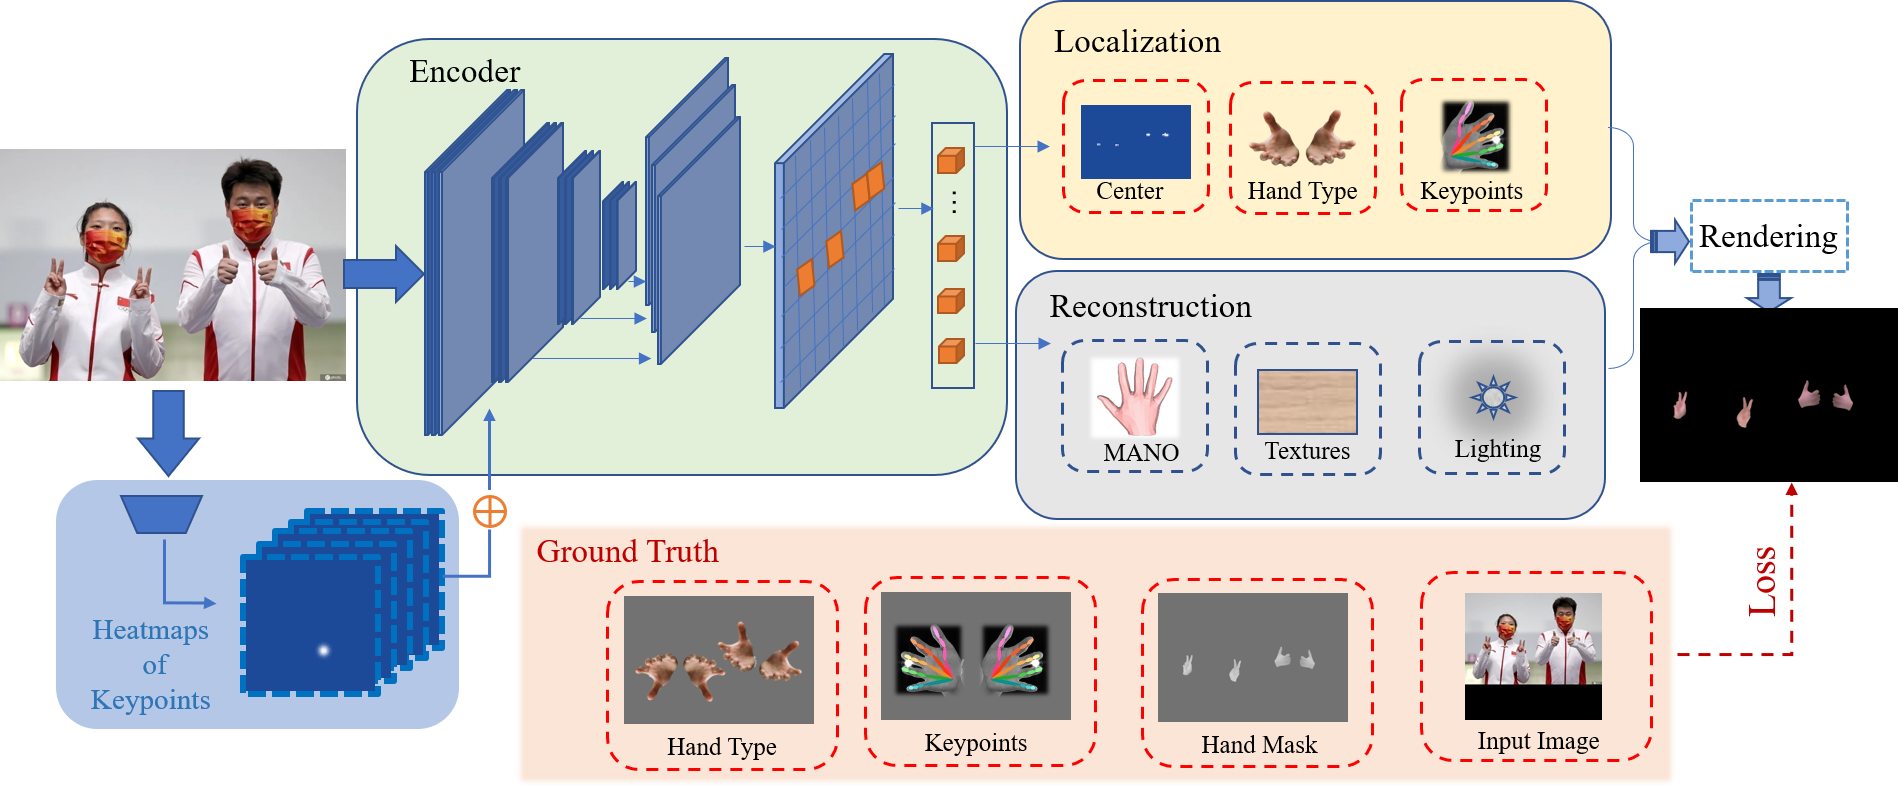 Encoder
Localization
Center
Hand Type
Keypoints
Reconstruction
MANO
Textures
Lighting
Rendering
Heatmaps
of
Keypoints
Ground Truth
Hand Type
Keypoints
Hand Mask
Input Image
Loss